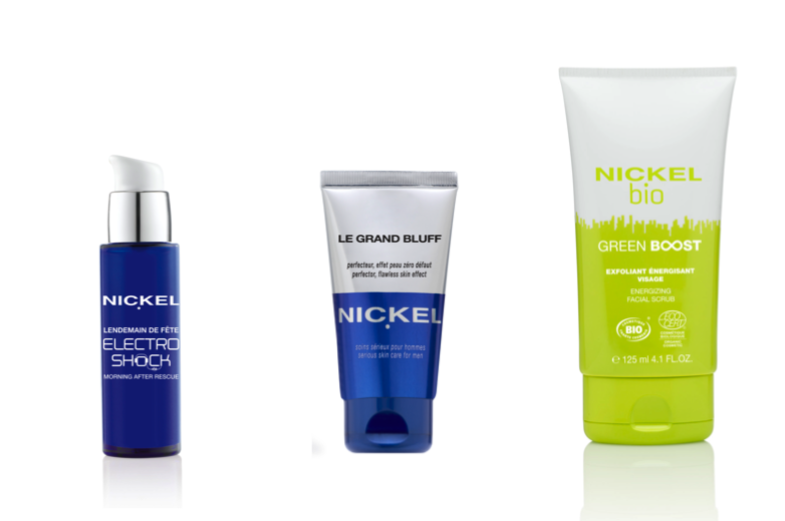 NICKEL
LENDEMAIN DE FÊTE
ELECTRO
SHOCK
MORNING AFTER RESCUE
LE GRAND BLUFF
perfecteur, effet peau zéro défaut
perfector, flawless skin effect
NICKEL
soins sérieux pour hommes
serious skin care for men
NICKEL
bio
GREEN BOOST
EXFOLIANT ÉNERGISANT
VISAGE
ENERGIZING
FACIAL SCRUB
BIO
e 125 ml 4.1 FL.OZ.